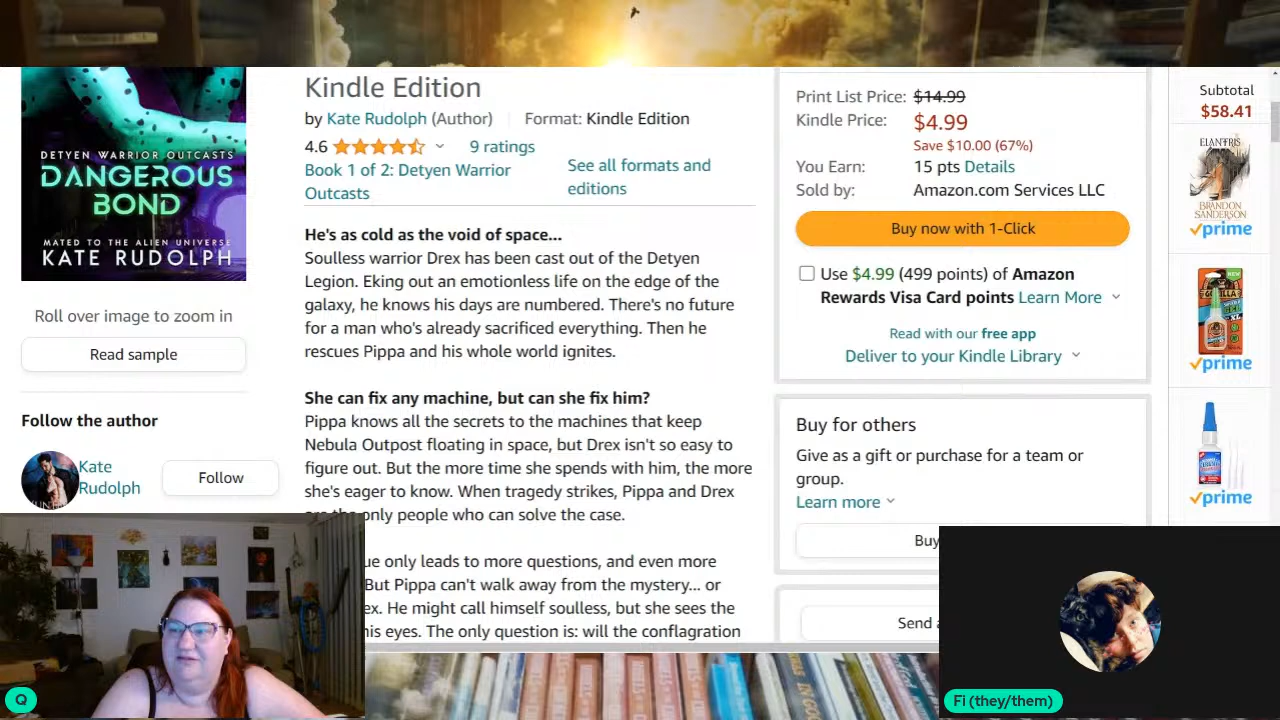 Kindle Edition
by Kate Rudolph (Author) Format: Kindle Edition
4.6 9 ratings
Book 1 of 2: Detyen Warrior
Outcasts
See all formats and
editions
DETYEN WARRIOR OUTCASTS
DANGEROUS
BOND
MATED TO THE ALIEN UNIVERSE
KATE RUDOLPH
Roll over image to zoom in
Read sample
Follow the author
Kate
Rudolph
Follow
He's as cold as the void of space...
Soulless warrior Drex has been cast out of the Detyen
Legion. Eking out an emotionless life on the edge of the
galaxy, he knows his days are numbered. There's no future
for a man who's already sacrificed everything. Then he
rescues Pippa and his whole world ignites.
She can fix any machine, but can she fix him?
Pippa knows all the secrets to the machines that keep
Nebula Outpost floating in space, but Drex isn't so easy to
figure out. But the more time she spends with him, the more
she's eager to know. When tragedy strikes, Pippa and Drex
are the only people who can solve the case.
ue only leads to more questions, and even more
But Pippa can't walk away from the mystery... or
ex. He might call himself soulless, but she sees the
his eyes. The only question is: will the conflagration
Print List Price: $14.99
Kindle Price: $4.99
Save $10.00 (67%)
You Earn: 15 pts Details
Sold by: Amazon.com Services LLC
Buy now with 1-Click
Use $4.99 (499 points) of Amazon
Rewards Visa Card points Learn More
Read with our free app
Deliver to your Kindle Library
Buy for others
Give as a gift or purchase for a team or
group.
Learn more
Buy
Send a
Subtotal
$58.41
ELANTRIS
BRANDON
SANDERSON
prime
GORILLA
prime
prime
Q
Fi (they/them)